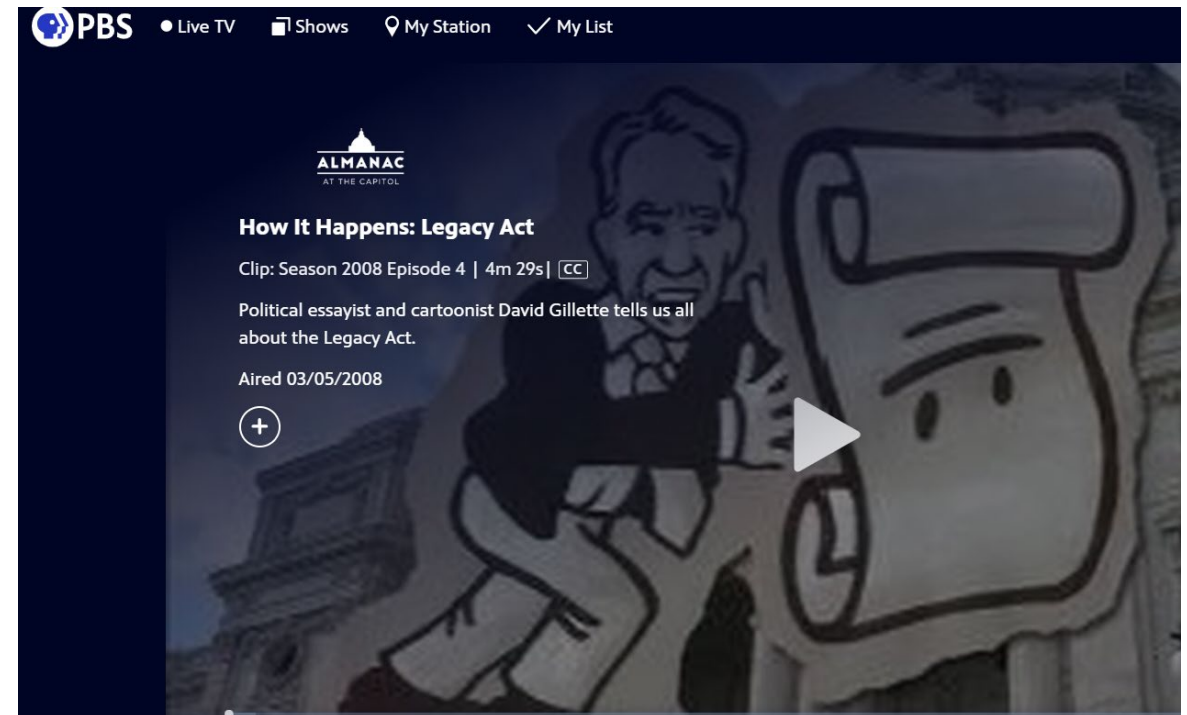 PBS Live TV Shows My Station My List
ALMANAC
AT THE CAPITOL
How It Happens: Legacy Act
Clip: Season 2008 Episode 4 | 4m 29s| CC
Political essayist and cartoonist David Gillette tells us all
about the Legacy Act.
Aired 03/05/2008